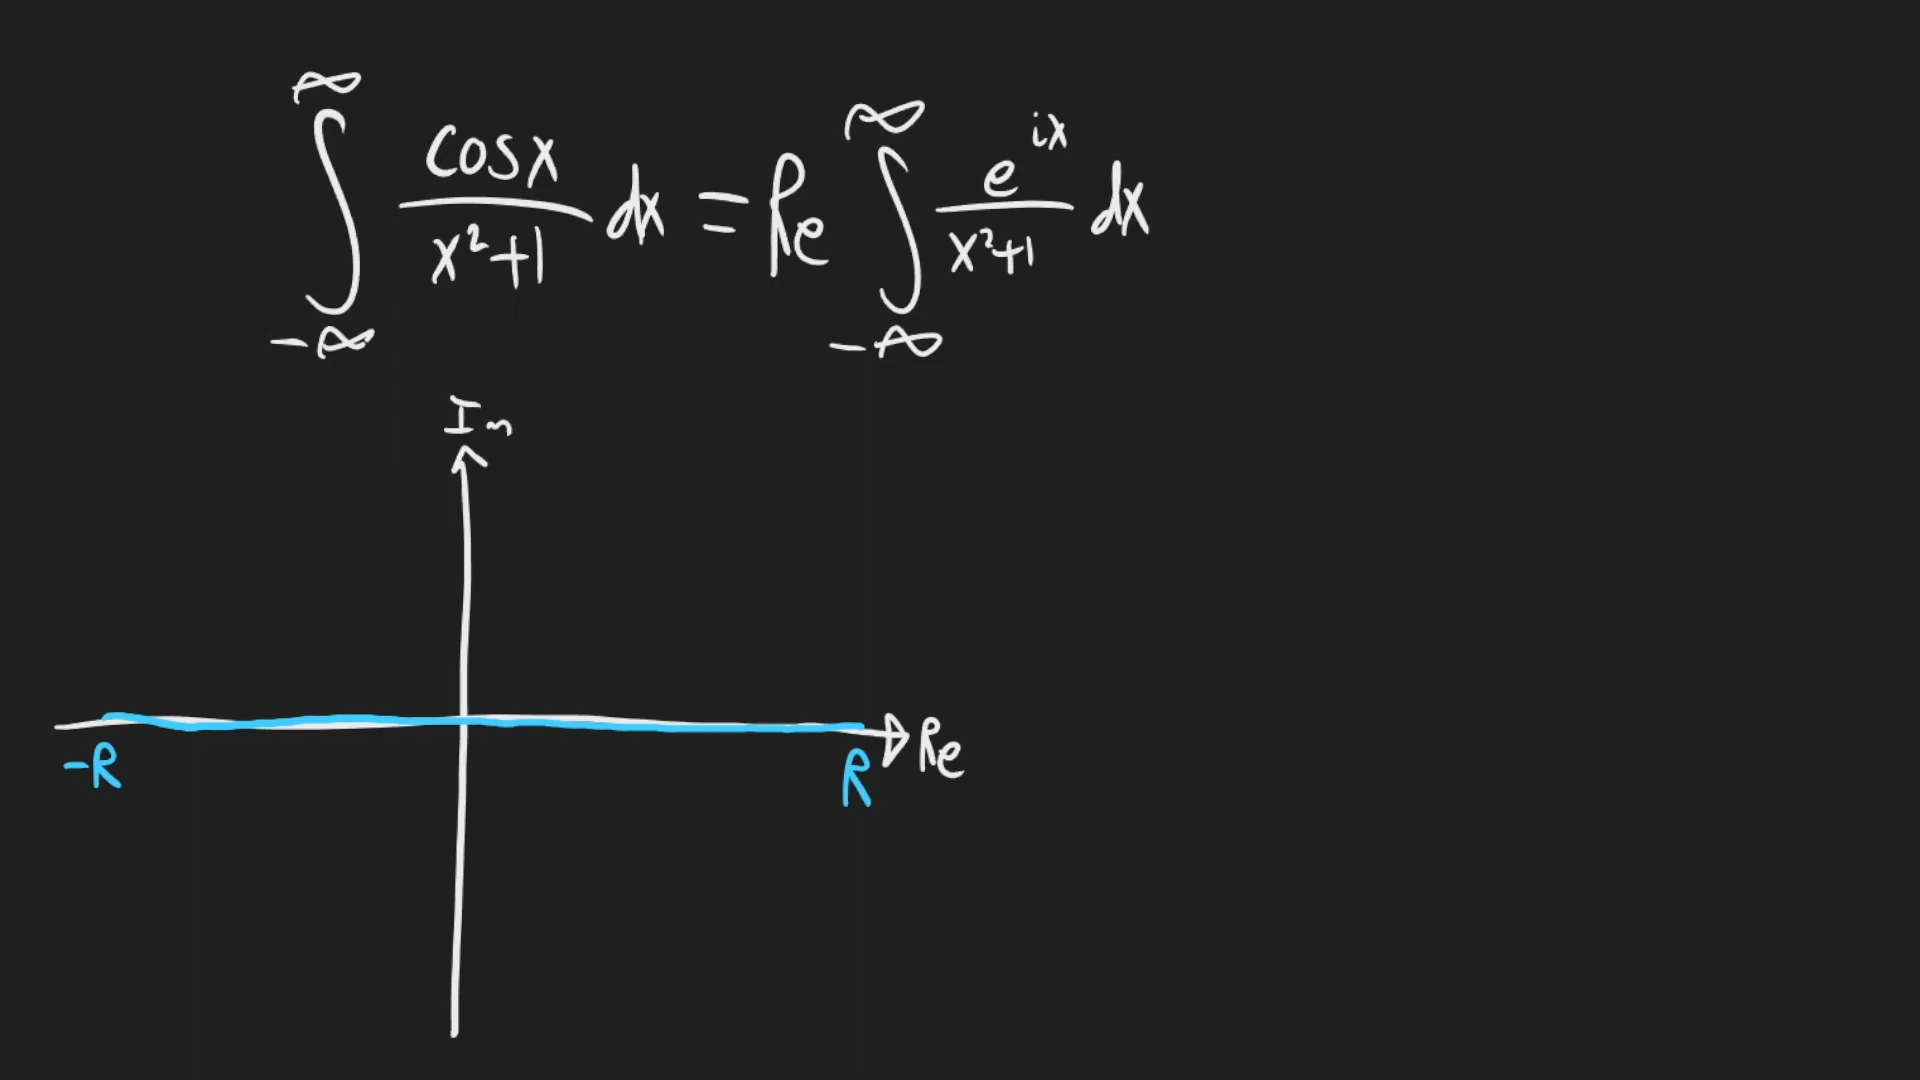 ∫_{-∞}^{∞} cosx/(x²+1) dx = Re ∫_{-∞}^{∞} e^{ix}/(x²+1) dx
Im
-R R Re